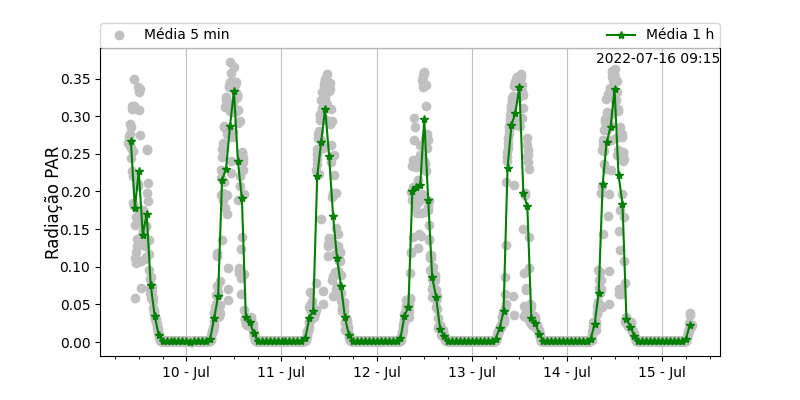 Média 5 min
Média 1 h
2022-07-16 09:15
Radiação PAR
0.35
0.30
0.25
0.20
0.15
0.10
0.05
0.00
10 - Jul
11 - Jul
12 - Jul
13 - Jul
14 - Jul
15 - Jul